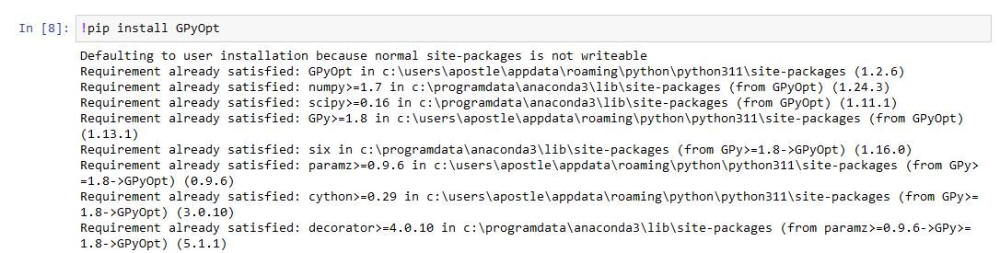 In [8]: !pip install GPyOpt
Defaulting to user installation because normal site-packages is not writeable
Requirement already satisfied: GPyOpt in c:\users\apostle\appdata\roaming\python\python311\site-packages (1.2.6)
Requirement already satisfied: numpy>=1.7 in c:\programdata\anaconda3\lib\site-packages (from GPyOpt) (1.24.3)
Requirement already satisfied: scipy>=0.16 in c:\programdata\anaconda3\lib\site-packages (from GPyOpt) (1.11.1)
Requirement already satisfied: GPy>=1.8 in c:\users\apostle\appdata\roaming\python\python311\site-packages (from GPyOpt)
(1.13.1)
Requirement already satisfied: six in c:\programdata\anaconda3\lib\site-packages (from GPy>=1.8->GPyOpt) (1.16.0)
Requirement already satisfied: paramz>=0.9.6 in c:\users\apostle\appdata\roaming\python\python311\site-packages (from GPy>
=1.8->GPyOpt) (0.9.6)
Requirement already satisfied: cython>=0.29 in c:\users\apostle\appdata\roaming\python\python311\site-packages (from GPy>=
1.8->GPyOpt) (3.0.10)
Requirement already satisfied: decorator>=4.0.10 in c:\programdata\anaconda3\lib\site-packages (from paramz>=0.9.6->GPy>=
1.8->GPyOpt) (5.1.1)